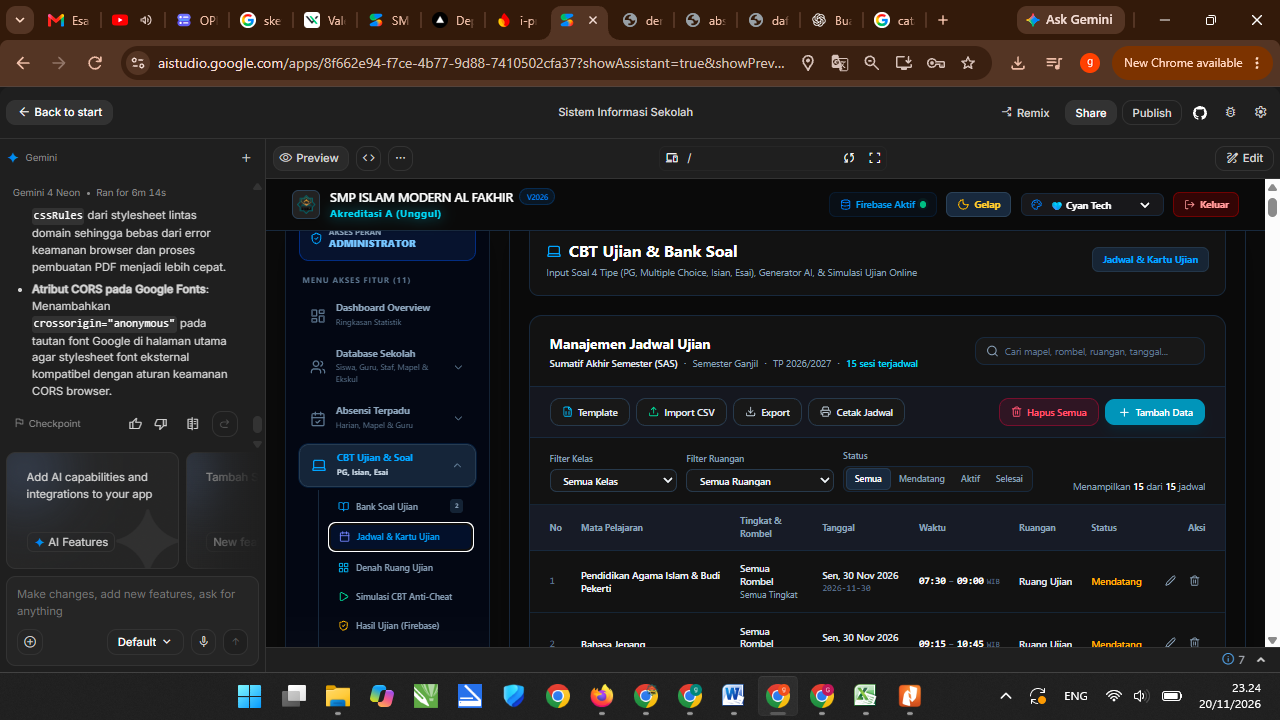 Esa
OP
ske
Val
SM
Dep
i-p
der
abs
daf
Bua
cat
Ask Gemini
aistudio.google.com/apps/8f662e94-f7ce-4b77-9d88-7410502cfa37?showAssistant=true&showPrev...
g
New Chrome available
Back to start
Sistem Informasi Sekolah
Remix
Share
Publish
Gemini
Preview
/
Edit
Gemini 4 Neon • Ran for 6m 14s
cssRules dari stylesheet lintas
domain sehingga bebas dari error
keamanan browser dan proses
pembuatan PDF menjadi lebih cepat.
• Atribut CORS pada Google Fonts:
Menambahkan
crossorigin="anonymous" pada
tautan font Google di halaman utama
agar stylesheet font eksternal
kompatibel dengan aturan keamanan
CORS browser.
Checkpoint
Add AI capabilities and
integrations to your app
AI Features
Tambah
New fea
Make changes, add new features, ask for
anything
Default
SMP ISLAM MODERN AL FAKHIR
V2026
Akreditasi A (Unggul)
Firebase Aktif
Gelap
Cyan Tech
Keluar
AKSES PERAN
ADMINISTRATOR
MENU AKSES FITUR (11)
Dashboard Overview
Ringkasan Statistik
Database Sekolah
Siswa, Guru, Staf, Mapel &
Ekskul
Absensi Terpadu
Harian, Mapel & Guru
CBT Ujian & Soal
PG, Isian, Esai
Bank Soal Ujian
2
Jadwal & Kartu Ujian
Denah Ruang Ujian
Simulasi CBT Anti-Cheat
Hasil Ujian (Firebase)
CBT Ujian & Bank Soal
Input Soal 4 Tipe (PG, Multiple Choice, Isian, Esai), Generator AI, & Simulasi Ujian Online
Jadwal & Kartu Ujian
Manajemen Jadwal Ujian
Sumatif Akhir Semester (SAS) · Semester Ganjil · TP 2026/2027 · 15 sesi terjadwal
Cari mapel, rombel, ruangan, tanggal...
Template
Import CSV
Export
Cetak Jadwal
Hapus Semua
Tambah Data
Filter Kelas
Semua Kelas
Filter Ruangan
Semua Ruangan
Status
Semua
Mendatang
Aktif
Selesai
Menampilkan 15 dari 15 jadwal
No
Mata Pelajaran
Tingkat &
Rombel
Tanggal
Waktu
Ruangan
Status
Aksi
1
Pendidikan Agama Islam & Budi
Pekerti
Semua
Rombel
Semua Tingkat
Sen, 30 Nov 2026
2026-11-30
07:30 – 09:00 WIB
Ruang Ujian
Mendatang
2
Bahasa Jepang
Semua
Rombel
Sen, 30 Nov 2026
09:15 – 10:45 WIB
Ruang Ujian
Mendatang
7
ENG
23.24
20/11/2026